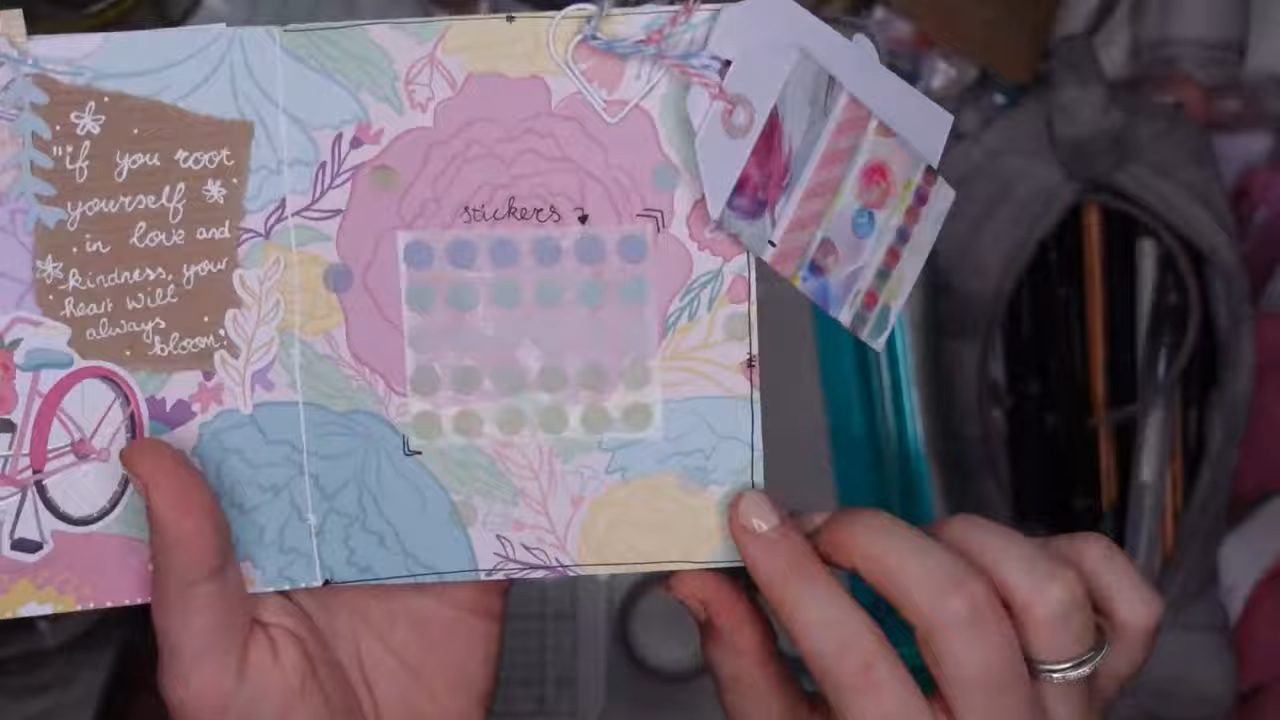 "if you root
yourself
in love and
kindness, your
heart will
always
bloom."
stickers